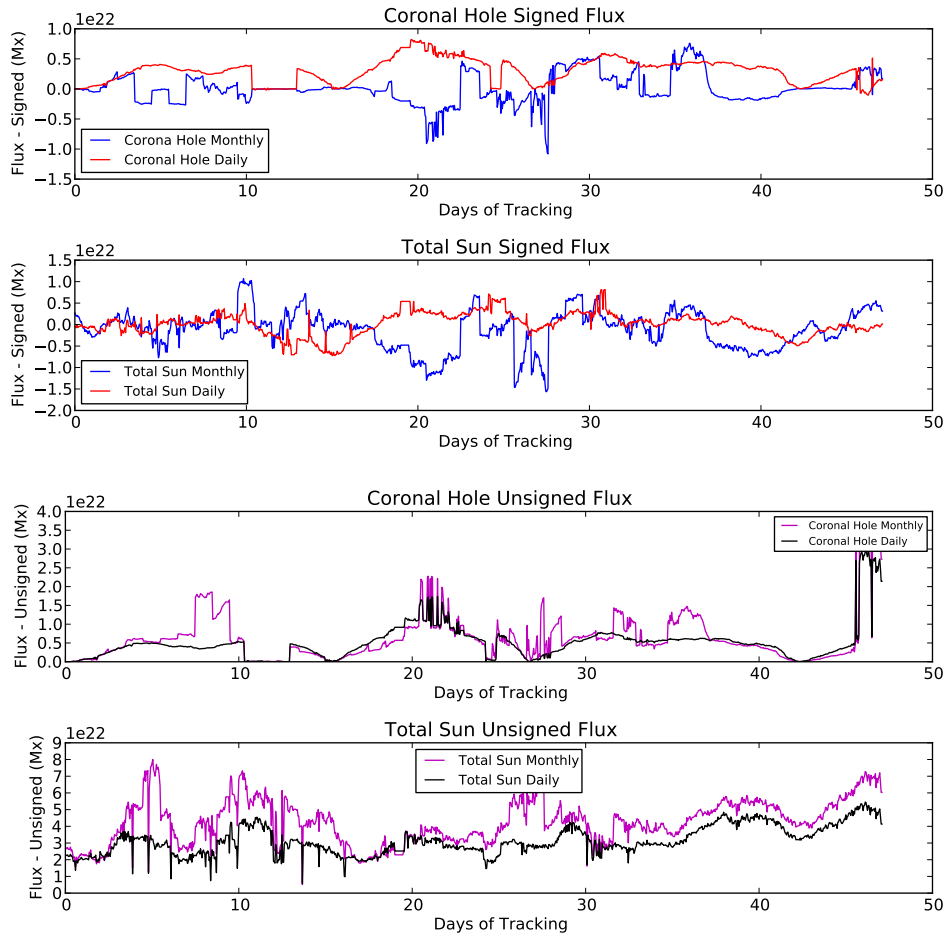 Coronal Hole Signed Flux
1e22
1.0
0.5
0.0
−0.5
−1.0
−1.5
Flux - Signed (Mx)
Corona Hole Monthly
Coronal Hole Daily
0 10 20 30 40 50
Days of Tracking
Total Sun Signed Flux
1e22
1.5
1.0
0.5
0.0
−0.5
−1.0
−1.5
−2.0
Flux - Signed (Mx)
Total Sun Monthly
Total Sun Daily
0 10 20 30 40 50
Days of Tracking
Coronal Hole Unsigned Flux
1e22
4.0
3.5
3.0
2.5
2.0
1.5
1.0
0.5
0.0
Flux - Unsigned (Mx)
Coronal Hole Monthly
Coronal Hole Daily
0 10 20 30 40 50
Days of Tracking
Total Sun Unsigned Flux
1e22
9
8
7
6
5
4
3
2
1
0
Flux - Unsigned (Mx)
Total Sun Monthly
Total Sun Daily
0 10 20 30 40 50
Days of Tracking